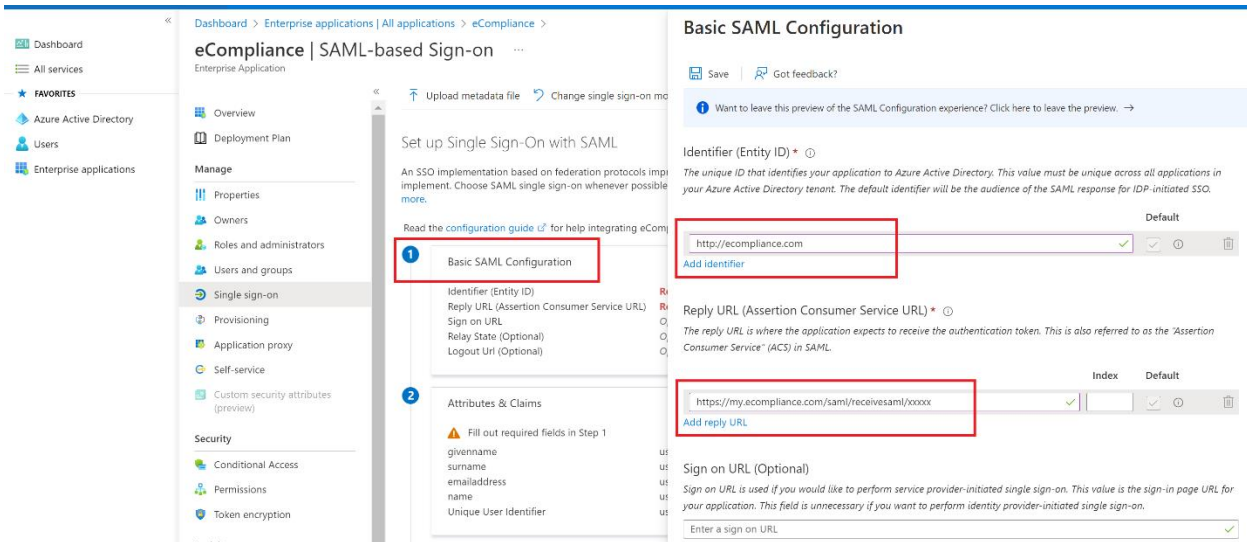 «
Dashboard
All services
FAVORITES
Azure Active Directory
Users
Enterprise applications
Dashboard > Enterprise applications | All applications > eCompliance >
eCompliance | SAML-based Sign-on ...
Enterprise Application
«
Overview
Deployment Plan
Manage
Properties
Owners
Roles and administrators
Users and groups
Single sign-on
Provisioning
Application proxy
Self-service
Custom security attributes
(preview)
Security
Conditional Access
Permissions
Token encryption
Upload metadata file Change single sign-on mo
Set up Single Sign-On with SAML
An SSO implementation based on federation protocols impr
implement. Choose SAML single sign-on whenever possible
more.
Read the configuration guide for help integrating eComp
1
Basic SAML Configuration
Identifier (Entity ID) Re
Reply URL (Assertion Consumer Service URL) Re
Sign on URL O
Relay State (Optional) O
Logout Url (Optional) O
2
Attributes & Claims
Fill out required fields in Step 1
givenname us
surname us
emailaddress us
name us
Unique User Identifier us
Basic SAML Configuration
Save | Got feedback?
Want to leave this preview of the SAML Configuration experience? Click here to leave the preview. →
Identifier (Entity ID) *
The unique ID that identifies your application to Azure Active Directory. This value must be unique across all applications in
your Azure Active Directory tenant. The default identifier will be the audience of the SAML response for IDP-initiated SSO.
Default
http://ecompliance.com
Add identifier
Reply URL (Assertion Consumer Service URL) *
The reply URL is where the application expects to receive the authentication token. This is also referred to as the "Assertion
Consumer Service" (ACS) in SAML.
Index Default
https://my.ecompliance.com/saml/receivesaml/xxxxx
Add reply URL
Sign on URL (Optional)
Sign on URL is used if you would like to perform service provider-initiated single sign-on. This value is the sign-in page URL for
your application. This field is unnecessary if you want to perform identity provider-initiated single sign-on.
Enter a sign on URL